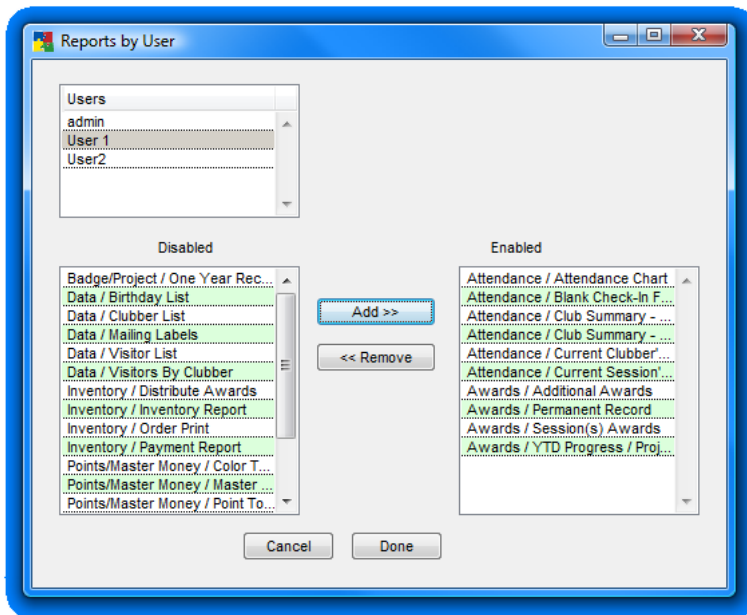 Reports by User
Users
admin
User 1
User2
Disabled
Enabled
Badge/Project / One Year Rec...
Data / Birthday List
Data / Clubber List
Data / Mailing Labels
Data / Visitor List
Data / Visitors By Clubber
Inventory / Distribute Awards
Inventory / Inventory Report
Inventory / Order Print
Inventory / Payment Report
Points/Master Money / Color T...
Points/Master Money / Master ...
Points/Master Money / Point To...
Add >>
<< Remove
Attendance / Attendance Chart
Attendance / Blank Check-In F...
Attendance / Club Summary - ...
Attendance / Club Summary - ...
Attendance / Current Clubber'...
Attendance / Current Session'...
Awards / Additional Awards
Awards / Permanent Record
Awards / Session(s) Awards
Awards / YTD Progress / Proj...
Cancel
Done